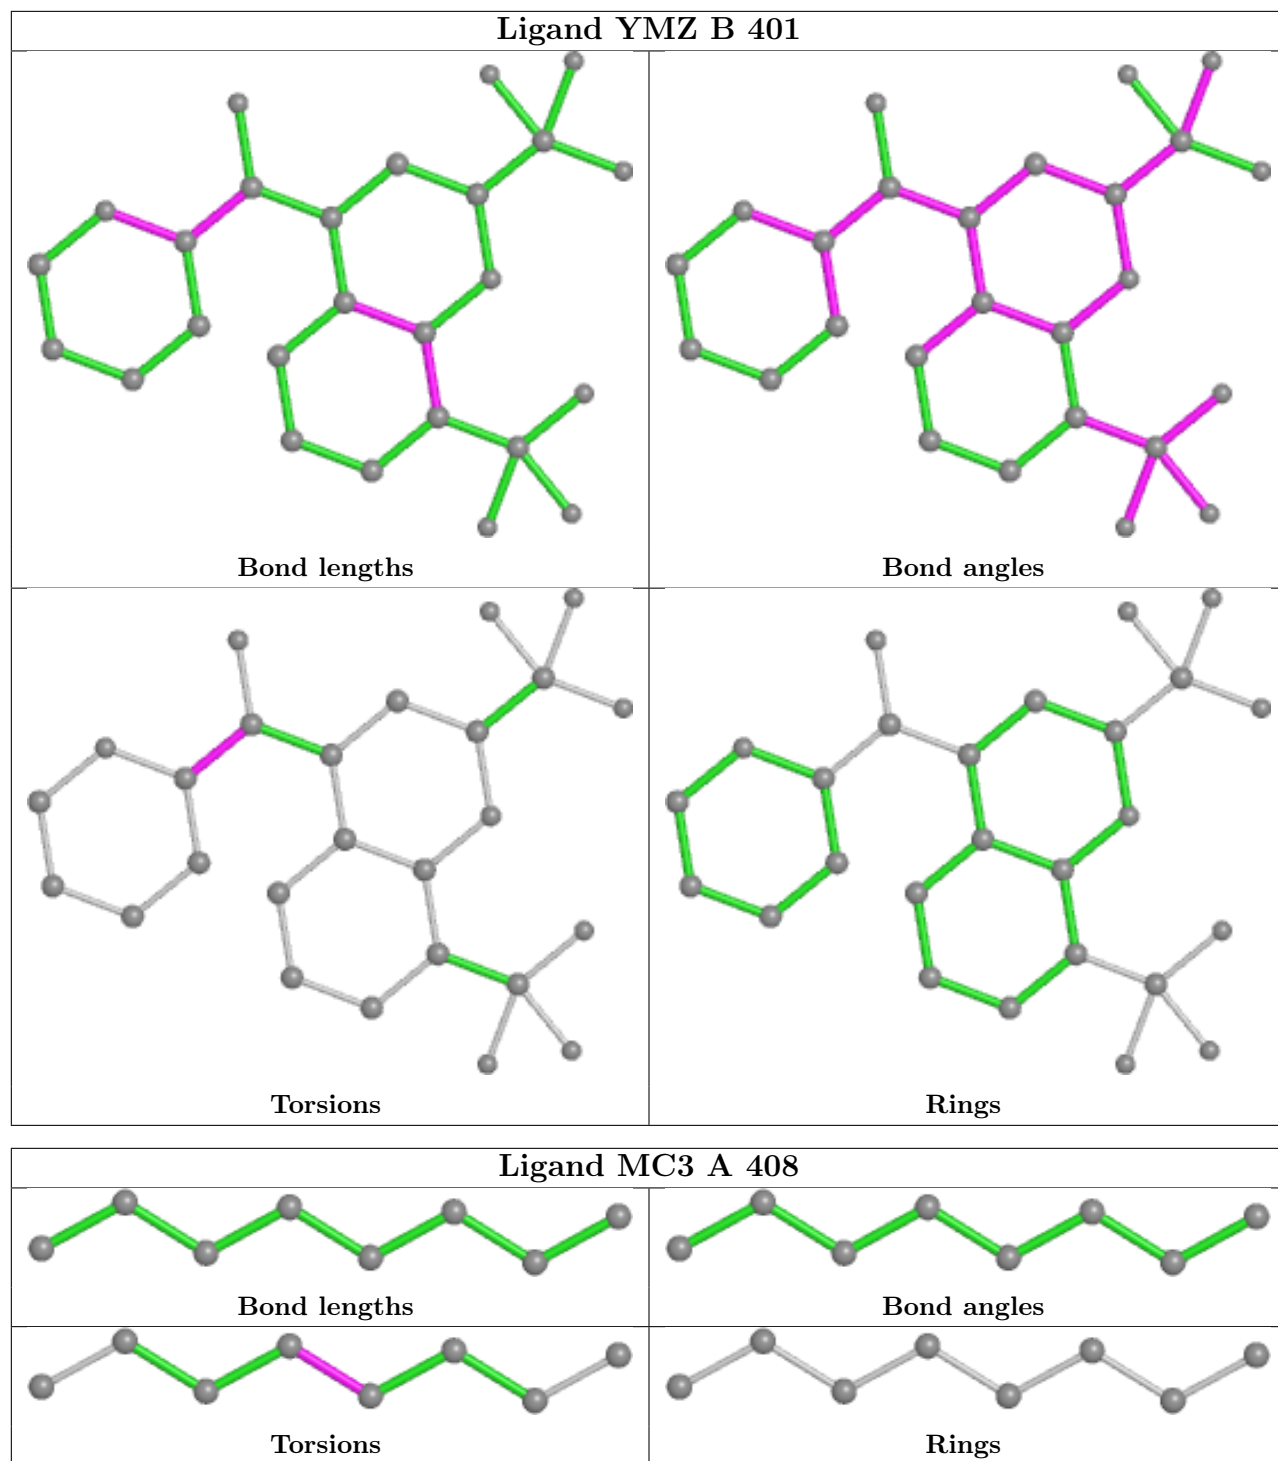 Ligand YMZ B 401
Bond lengths
Bond angles
Torsions
Rings
Ligand MC3 A 408
Bond lengths
Bond angles
Torsions
Rings